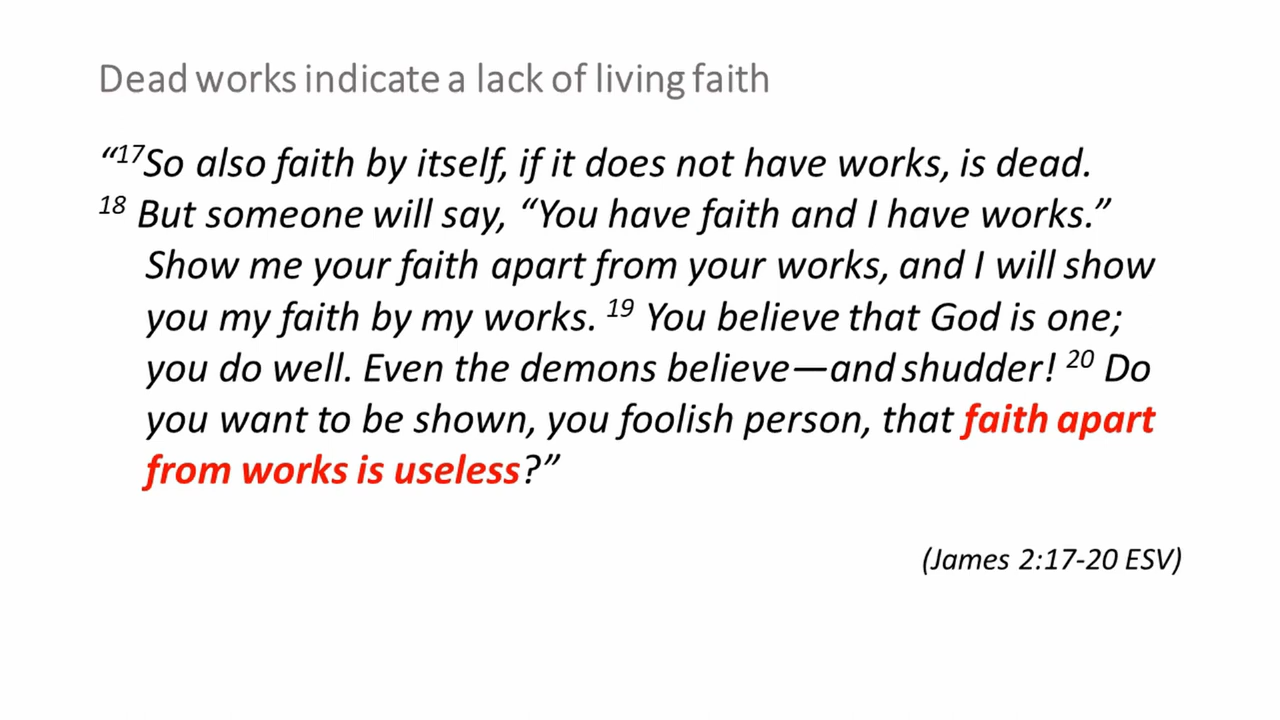 Dead works indicate a lack of living faith
“17So also faith by itself, if it does not have works, is dead.
18 But someone will say, “You have faith and I have works.”
Show me your faith apart from your works, and I will show
you my faith by my works. 19 You believe that God is one;
you do well. Even the demons believe—and shudder! 20 Do
you want to be shown, you foolish person, that faith apart
from works is useless?”
(James 2:17-20 ESV)